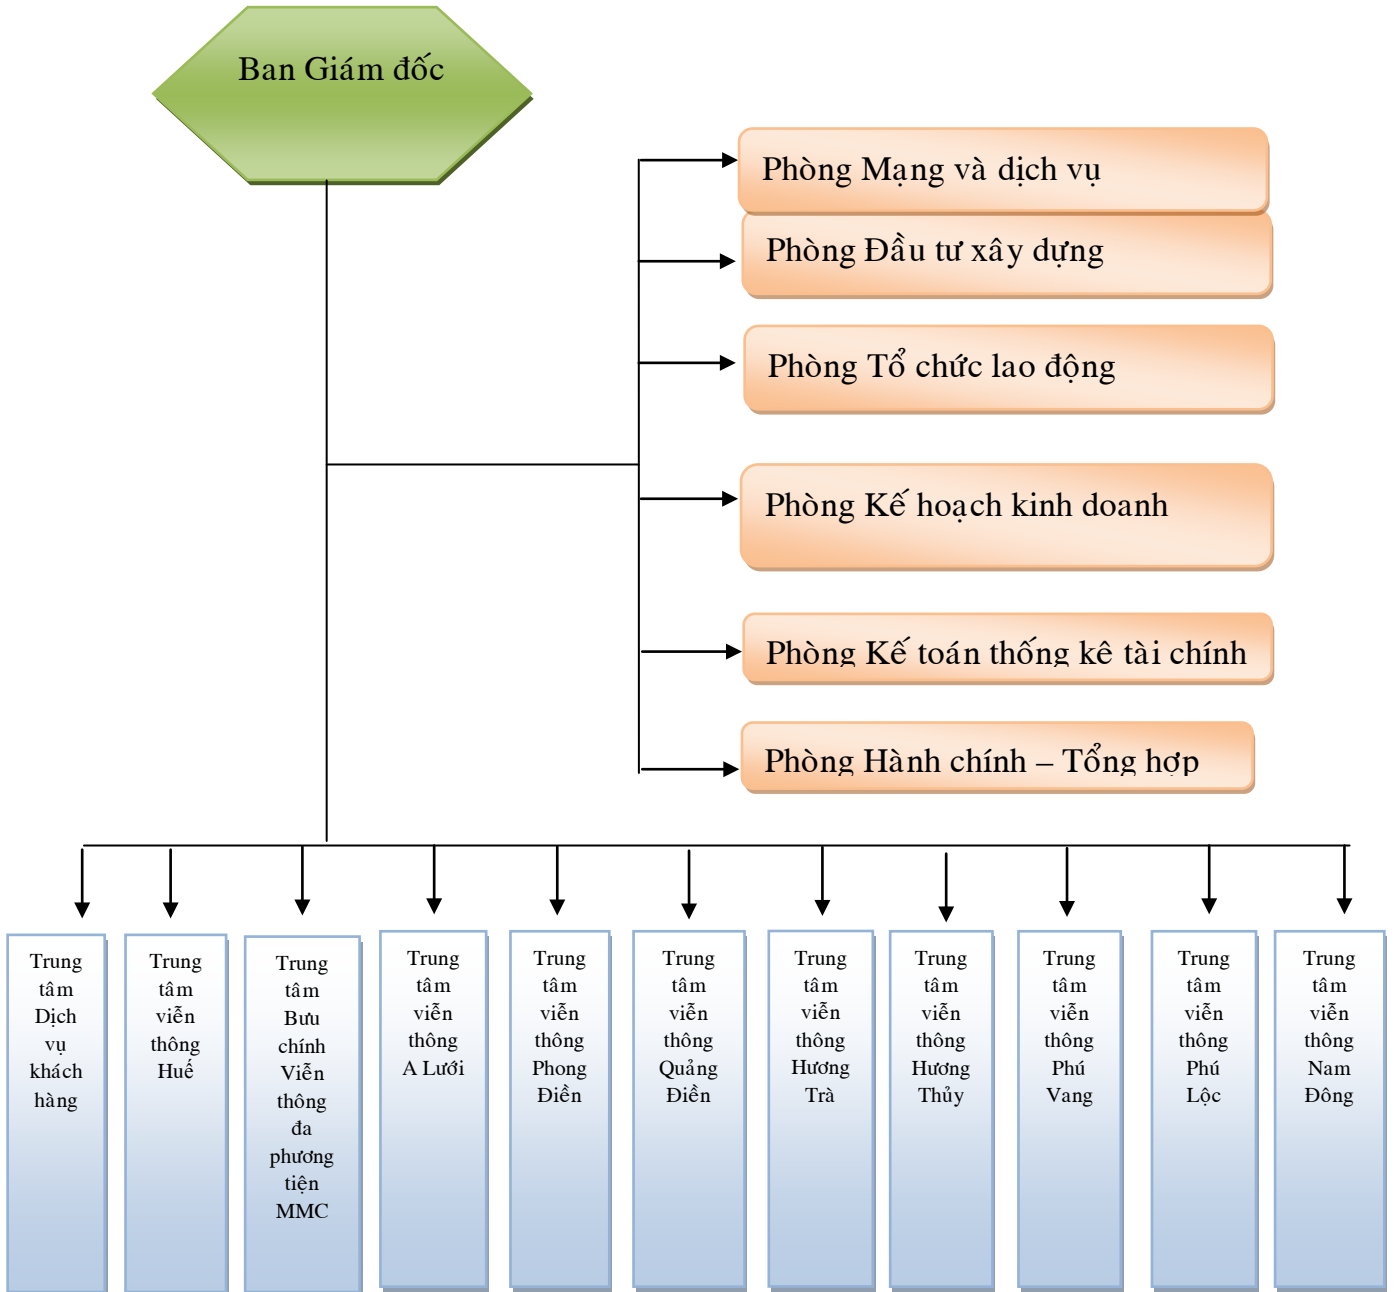 Ban Giám đốc
Phòng Mạng và dịch vụ
Phòng Đầu tư xây dựng
Phòng Tổ chức lao động
Phòng Kế hoạch kinh doanh
Phòng Kế toán thống kê tài chính
Phòng Hành chính – Tổng hợp
Trung
tâm
Dịch
vụ
khách
hàng
Trung
tâm
viễn
thông
Huế
Trung
tâm
Bưu
chính
Viễn
thông
đa
phương
tiện
MMC
Trung
tâm
viễn
thông
A Lưới
Trung
tâm
viễn
thông
Phong
Điền
Trung
tâm
viễn
thông
Quảng
Điền
Trung
tâm
viễn
thông
Hương
Trà
Trung
tâm
viễn
thông
Hương
Thủy
Trung
tâm
viễn
thông
Phú
Vang
Trung
tâm
viễn
thông
Phú
Lộc
Trung
tâm
viễn
thông
Nam
Đông